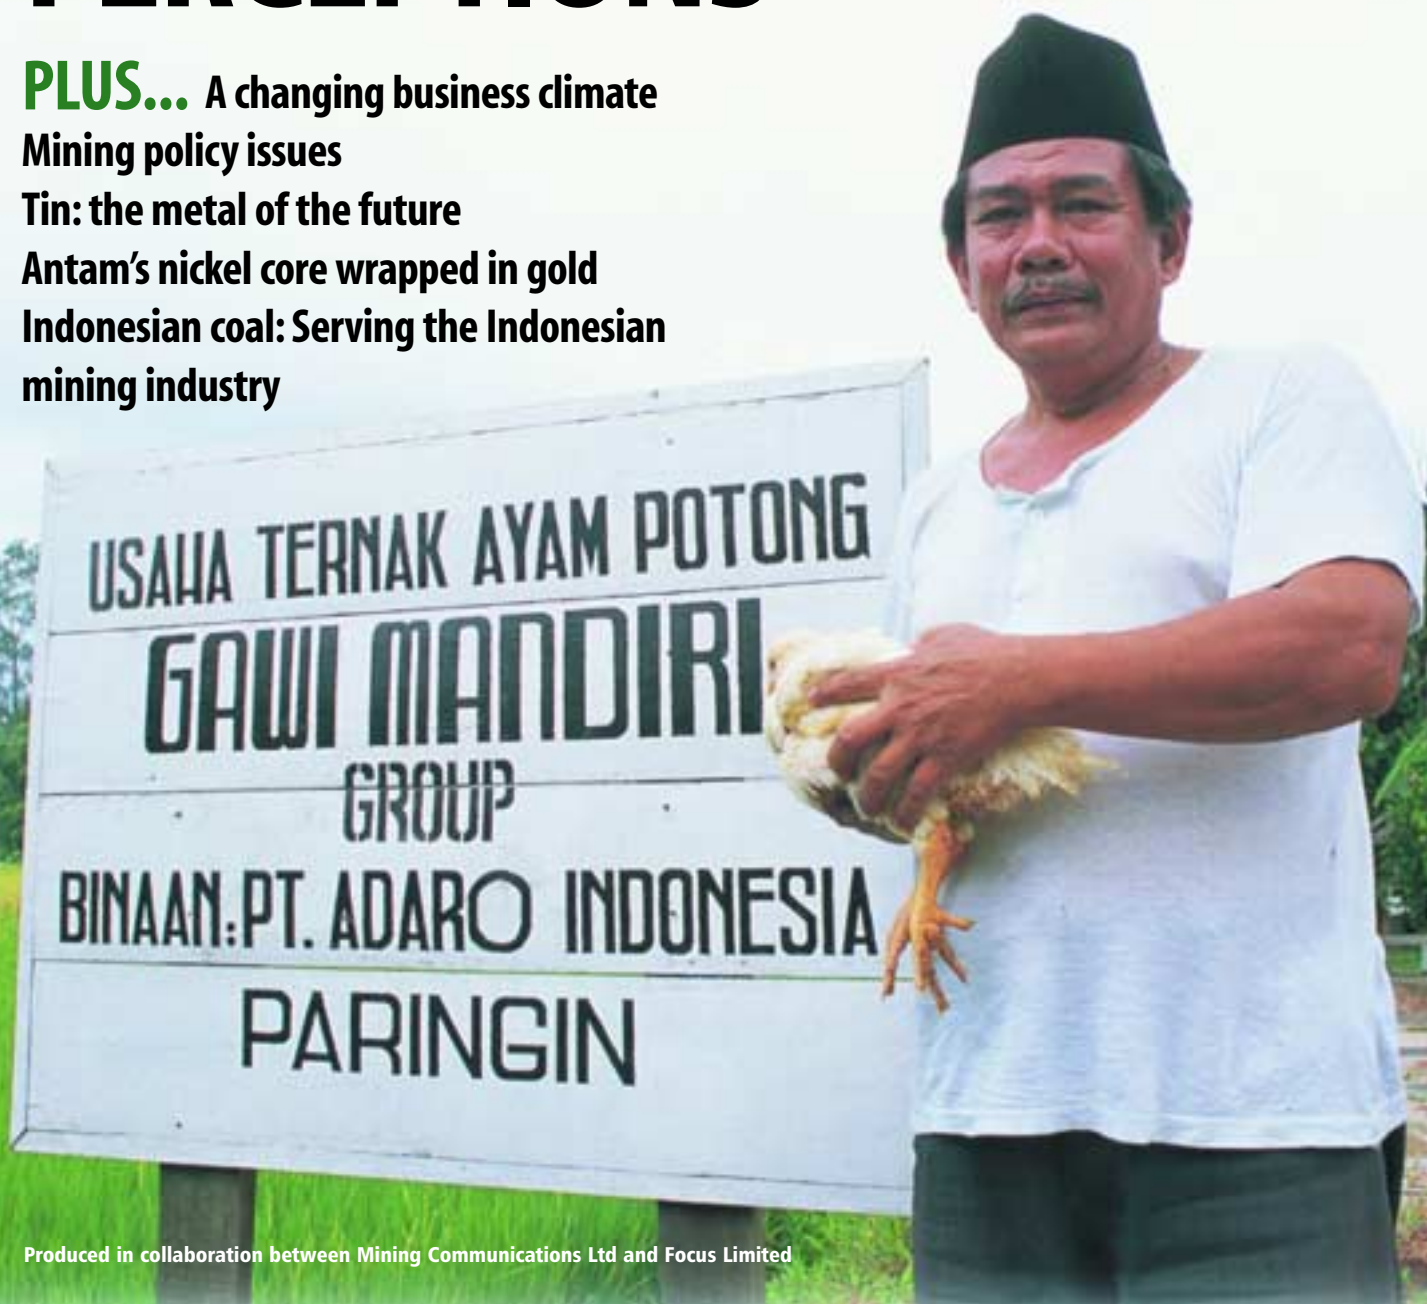 PERCEPTIONS
PLUS... A changing business climate
Mining policy issues
Tin: the metal of the future
Antam's nickel core wrapped in gold
Indonesian coal: Serving the Indonesian
mining industry
USAHA TERNAK AYAM POTONG
GAWI MANDIRI
GROUP
BINAAN: PT. ADARO INDONESIA
PARINGIN
Produced in collaboration between Mining Communications Ltd and Focus Limited